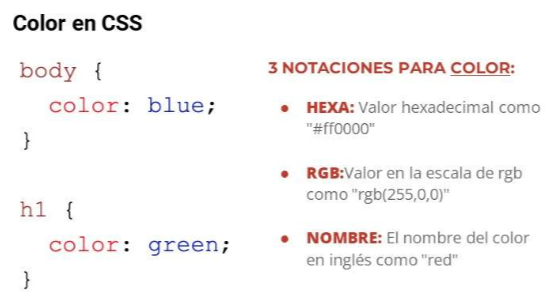 Color en CSS
body {
color: blue;
}
h1 {
color: green;
}
3 NOTACIONES PARA COLOR:
● HEXA: Valor hexadecimal como
"#ff0000"
● RGB:Valor en la escala de rgb
como "rgb(255,0,0)"
● NOMBRE: El nombre del color
en inglés como "red"